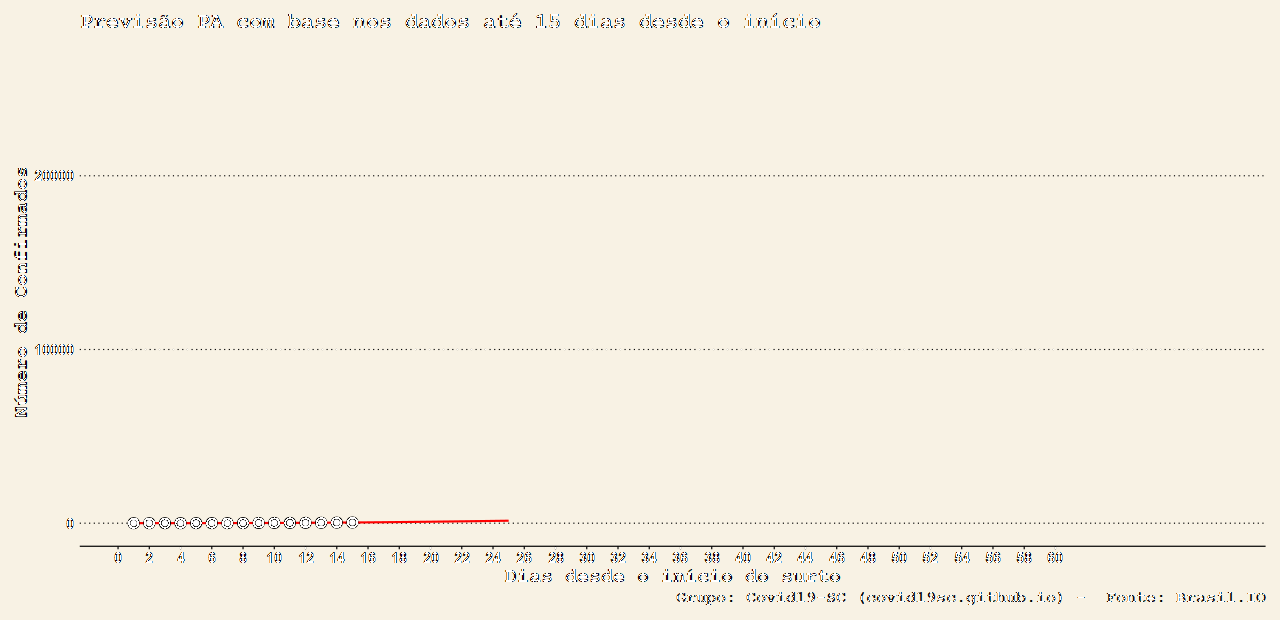 Previsão PA com base nos dados até 15 dias desde o início
Número de Confirmados
20000
10000
0
0 2 4 6 8 10 12 14 16 18 20 22 24 26 28 30 32 34 36 38 40 42 44 46 48 50 52 54 56 58 60
Dias desde o início do surto
Grupo: Covid19-SC (covid19sc.github.io) -- Fonte: Brasil.IO